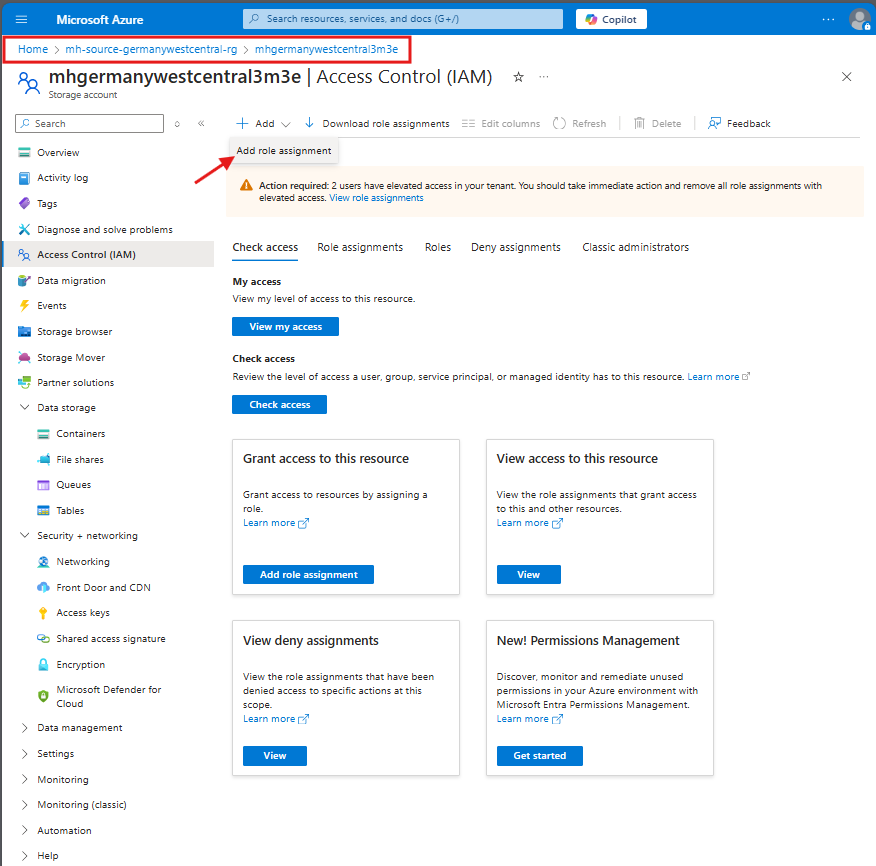 Microsoft Azure
Search resources, services, and docs (G+/)
Copilot
Home > mh-source-germanywestcentral-rg > mhgermanywestcentral3m3e
mhgermanywestcentral3m3e | Access Control (IAM)
Storage account
Search
Add
Download role assignments
Edit columns
Refresh
Delete
Feedback
Add role assignment
Overview
Activity log
Tags
Diagnose and solve problems
Access Control (IAM)
Data migration
Events
Storage browser
Storage Mover
Partner solutions
Data storage
Containers
File shares
Queues
Tables
Security + networking
Networking
Front Door and CDN
Access keys
Shared access signature
Encryption
Microsoft Defender for
Cloud
Data management
Settings
Monitoring
Monitoring (classic)
Automation
Help
Action required: 2 users have elevated access in your tenant. You should take immediate action and remove all role assignments with
elevated access. View role assignments
Check access
Role assignments
Roles
Deny assignments
Classic administrators
My access
View my level of access to this resource.
View my access
Check access
Review the level of access a user, group, service principal, or managed identity has to this resource. Learn more
Check access
Grant access to this resource
Grant access to resources by assigning a
role.
Learn more
Add role assignment
View access to this resource
View the role assignments that grant access
to this and other resources.
Learn more
View
View deny assignments
View the role assignments that have been
denied access to specific actions at this
scope.
Learn more
View
New! Permissions Management
Discover, monitor and remediate unused
permissions in your Azure environment with
Microsoft Entra Permissions Management.
Learn more
Get started